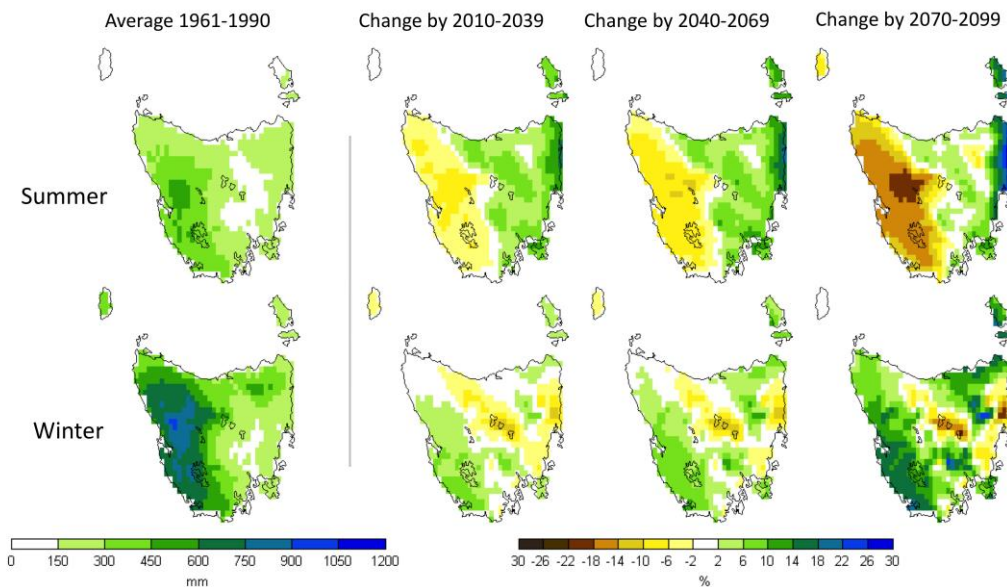 Average 1961-1990
Change by 2010-2039
Change by 2040-2069
Change by 2070-2099
Summer
Winter
0 150 300 450 600 750 900 1050 1200
mm
30 -26 -22 -18 -14 -10 -6 -2 2 6 10 14 18 22 26 30
%